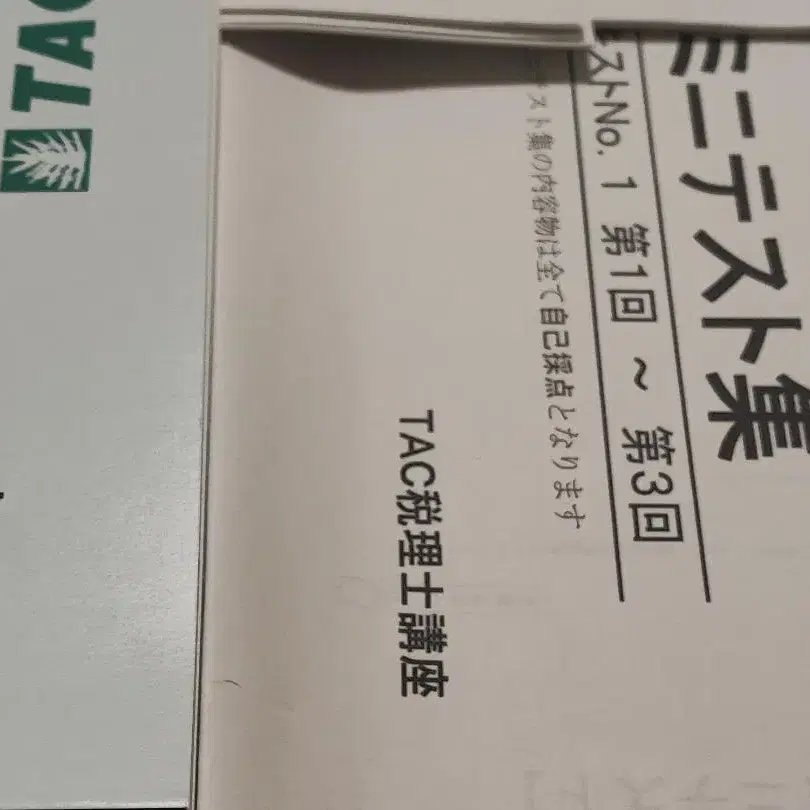 ミニテスト集
ストNo. 1 第1回 ～ 第3回
スト集の内容物は全て自己採点となります
TAC税理士講座
TAC